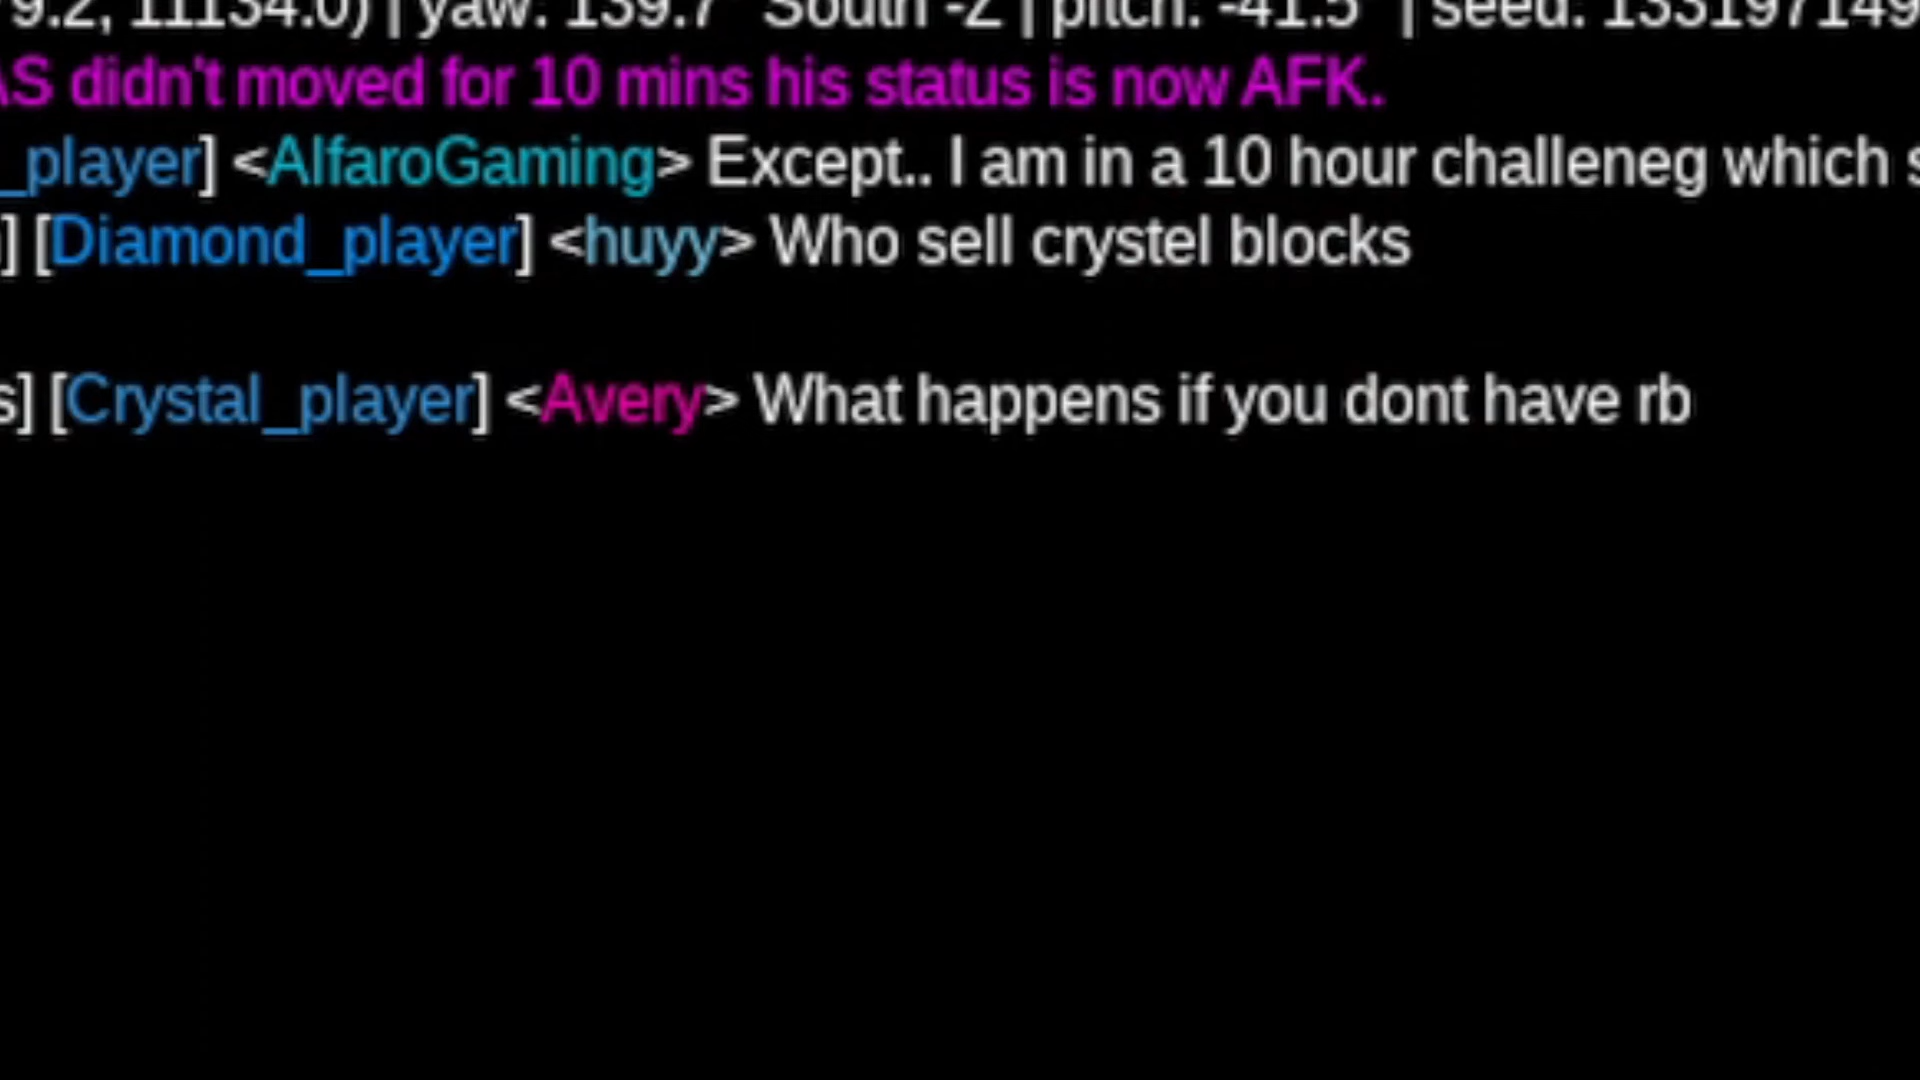 9.2, 11134.0) | yaw: 139.7° South -Z | pitch: -41.5° | seed: 133197149
AS didn't moved for 10 mins his status is now AFK.
_player] <AlfaroGaming> Except.. I am in a 10 hour challeneg which s
] [Diamond_player] <huyy> Who sell crystel blocks
s] [Crystal_player] <Avery> What happens if you dont have rb